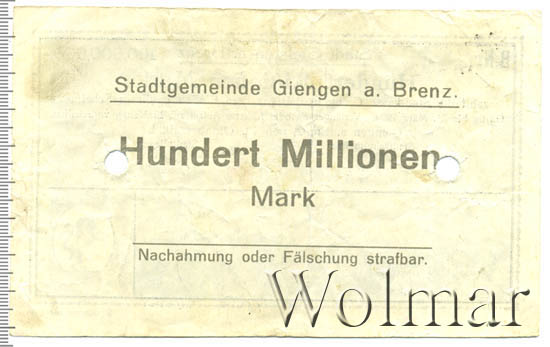 Stadtgemeinde Giengen a. Brenz.
Hundert Millionen
Mark
Nachahmung oder Fälschung strafbar.
Wolmar